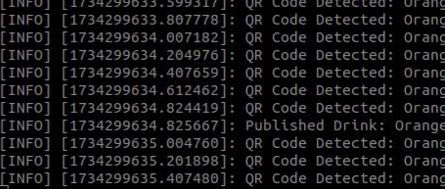 [INFO] [1734299633.599317]: QR Code Detected: Orang
[INFO] [1734299633.807778]: QR Code Detected: Orang
[INFO] [1734299634.007182]: QR Code Detected: Orang
[INFO] [1734299634.204976]: QR Code Detected: Orang
[INFO] [1734299634.407659]: QR Code Detected: Orang
[INFO] [1734299634.612462]: QR Code Detected: Orang
[INFO] [1734299634.824419]: QR Code Detected: Orang
[INFO] [1734299634.825667]: Published Drink: Orange
[INFO] [1734299635.004760]: QR Code Detected: Orang
[INFO] [1734299635.201898]: QR Code Detected: Orang
[INFO] [1734299635.407480]: QR Code Detected: Orang